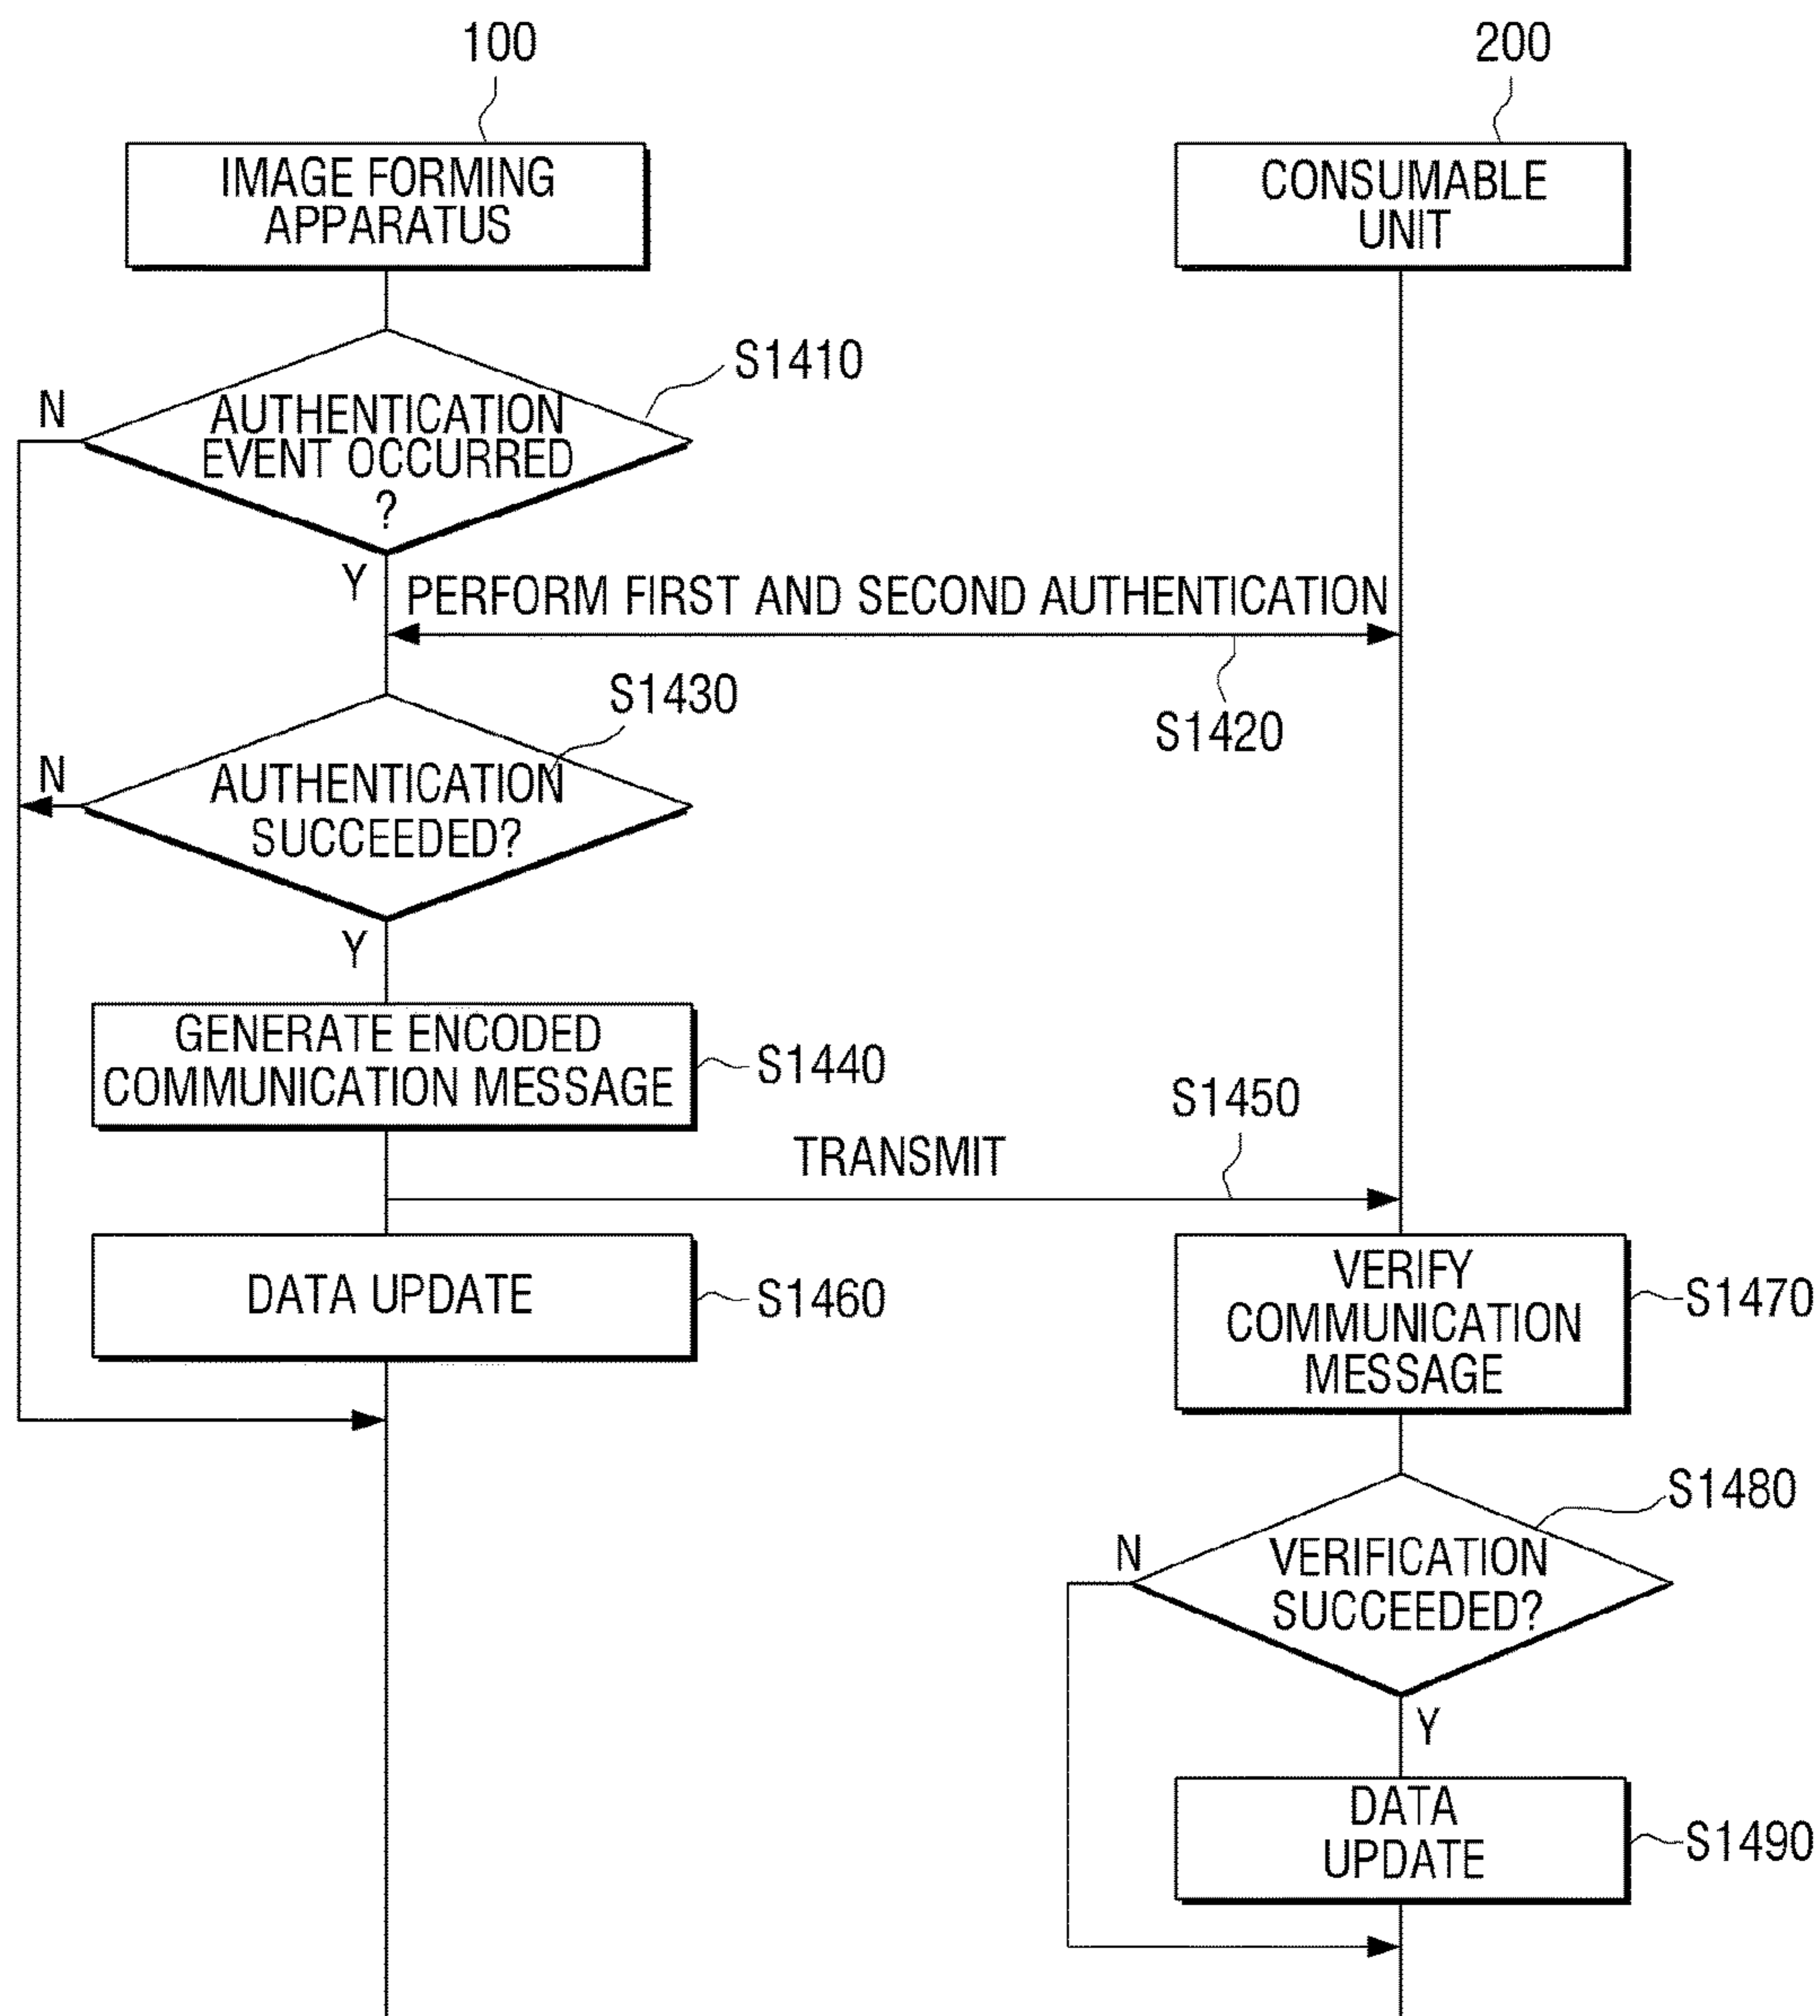 100
200
IMAGE FORMING
APPARATUS
CONSUMABLE
UNIT
S1410
N
AUTHENTICATION
EVENT OCCURRED
?
Y
PERFORM FIRST AND SECOND AUTHENTICATION
S1420
S1430
N
AUTHENTICATION
SUCCEEDED?
Y
GENERATE ENCODED
COMMUNICATION MESSAGE
S1440
S1450
TRANSMIT
DATA UPDATE
S1460
VERIFY
COMMUNICATION
MESSAGE
S1470
S1480
N
VERIFICATION
SUCCEEDED?
Y
DATA
UPDATE
S1490